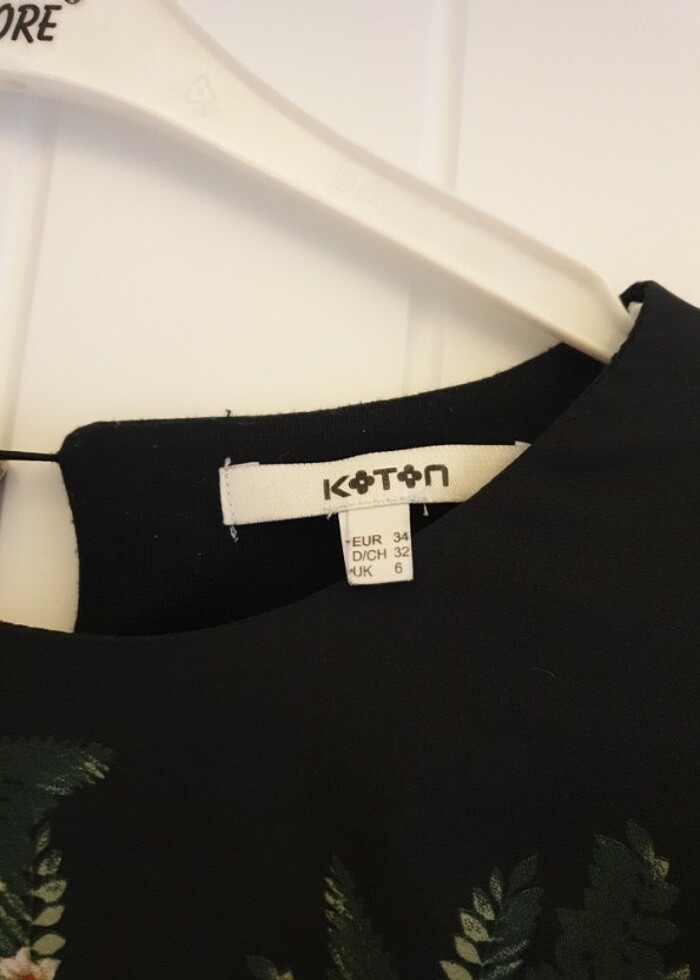 ORE®
KOTON
EUR 34
D/CH 32
UK 6